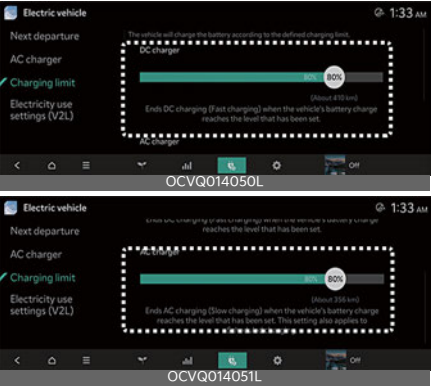 Electric vehicle
1:33 AM
Next departure
AC charger
Charging limit
Electricity use
settings (V2L)
The vehicle will charge the battery according to the defined charging limit.
DC charger
80% 80%
(About 410 km)
Ends DC charging (Fast charging) when the vehicle's battery charge
reaches the level that has been set.
AC charger
Off
OCVQ014050L
Electric vehicle
1:33 AM
Next departure
AC charger
Charging limit
Electricity use
settings (V2L)
Ends DC charging (Fast charging) when the vehicle's battery charge
reaches the level that has been set.
AC charger
80% 80%
(About 356 km)
Ends AC charging (Slow charging) when the vehicle's battery charge
reaches the level that has been set. This setting also applies to
Off
OCVQ014051L